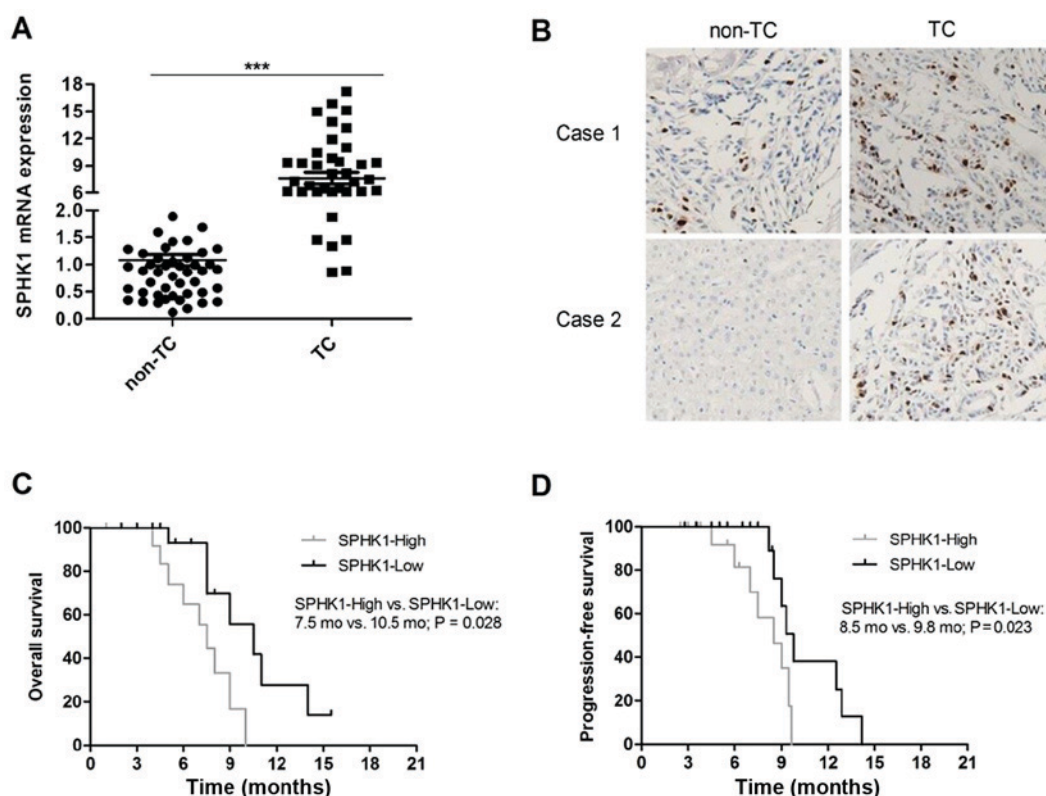 A
SPHK1 mRNA expression
***
18
15
12
9
6
2.0
1.5
1.0
0.5
0.0
non-TC
TC
B
non-TC
TC
Case 1
Case 2
C
Overall survival
100
80
60
40
20
0
SPHK1-High
SPHK1-Low
SPHK1-High vs. SPHK1-Low:
7.5 mo vs. 10.5 mo; P = 0.028
0 3 6 9 12 15 18 21
Time (months)
D
Progression-free survival
100
80
60
40
20
0
SPHK1-High
SPHK1-Low
SPHK1-High vs. SPHK1-Low:
8.5 mo vs. 9.8 mo; P = 0.023
0 3 6 9 12 15 18 21
Time (months)